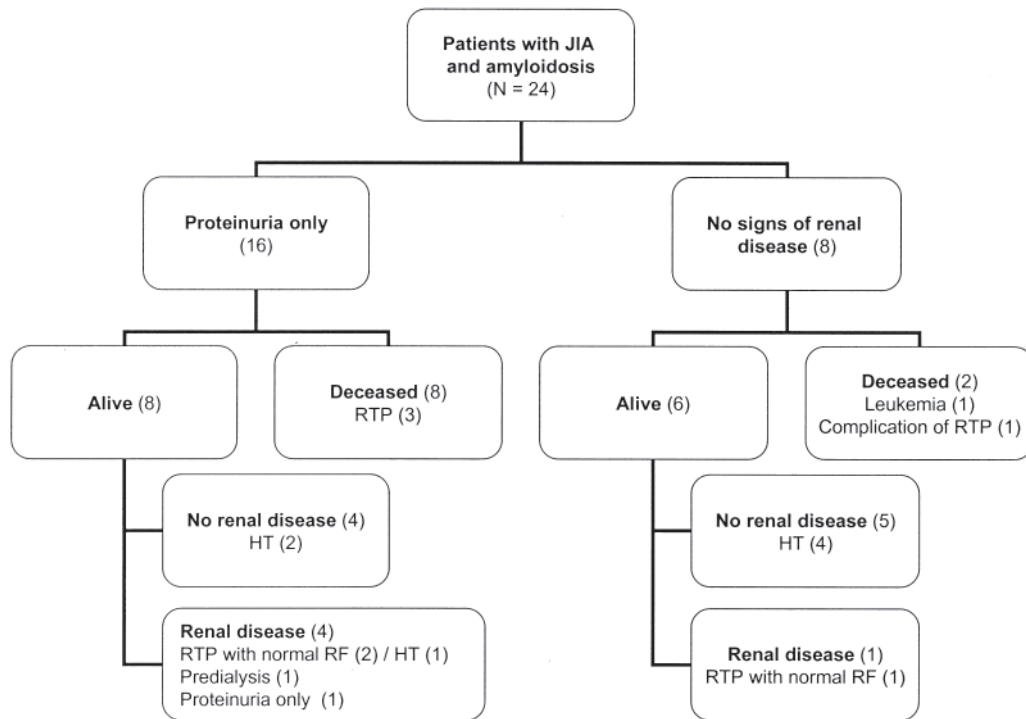 Patients with JIA
and amyloidosis
(N = 24)
Proteinuria only
(16)
No signs of renal
disease (8)
Alive (8)
Deceased (8)
RTP (3)
Alive (6)
Deceased (2)
Leukemia (1)
Complication of RTP (1)
No renal disease (4)
HT (2)
No renal disease (5)
HT (4)
Renal disease (4)
RTP with normal RF (2) / HT (1)
Predialysis (1)
Proteinuria only (1)
Renal disease (1)
RTP with normal RF (1)